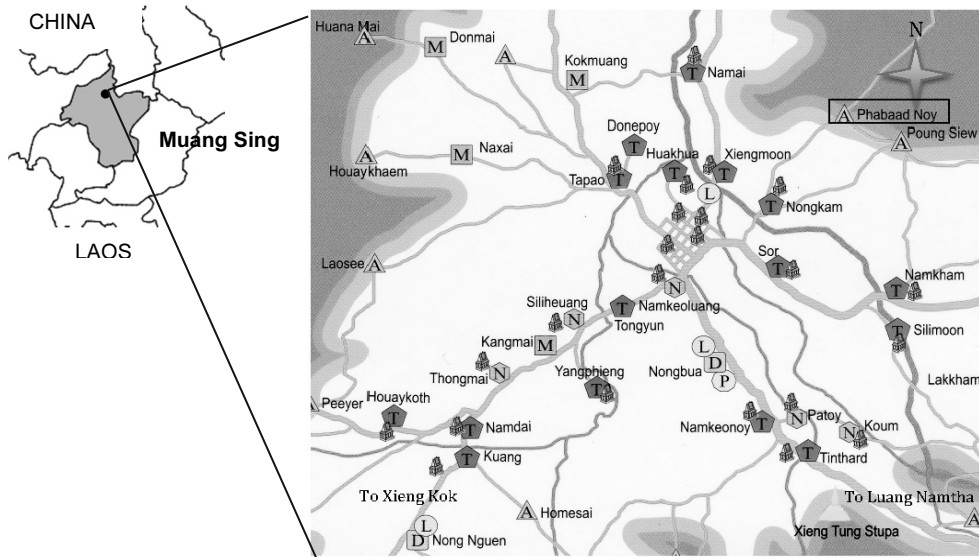 CHINA
Muang Sing
LAOS
Huana Mai
A
M
Donmai
A
Kokmuang
M
T
Namai
N
A
Phabaad Noy
Poung Siew
A
Donepoy
T
Huakhua
T
Xiengmoon
T
Naxai
M
Houaykhaem
A
Tapao
T
L
T
Nongkam
Laosee
A
Sor
T
Namkham
T
N
Namkeoluang
Siliheuang
N
T
Tongyun
T
Silimoon
Kangmai
M
L
D
P
Nongbua
Thongmai
N
Yangphieng
T
Lakkham
A
Peeyer
Houaykoth
T
Namdai
T
Namkeonoy
T
N
Patoy
N
Koum
T
Kuang
T
Tinthard
To Xieng Kok
A
Homesai
To Luang Namtha
A
L
D
Nong Nguen
Xieng Tung Stupa
A